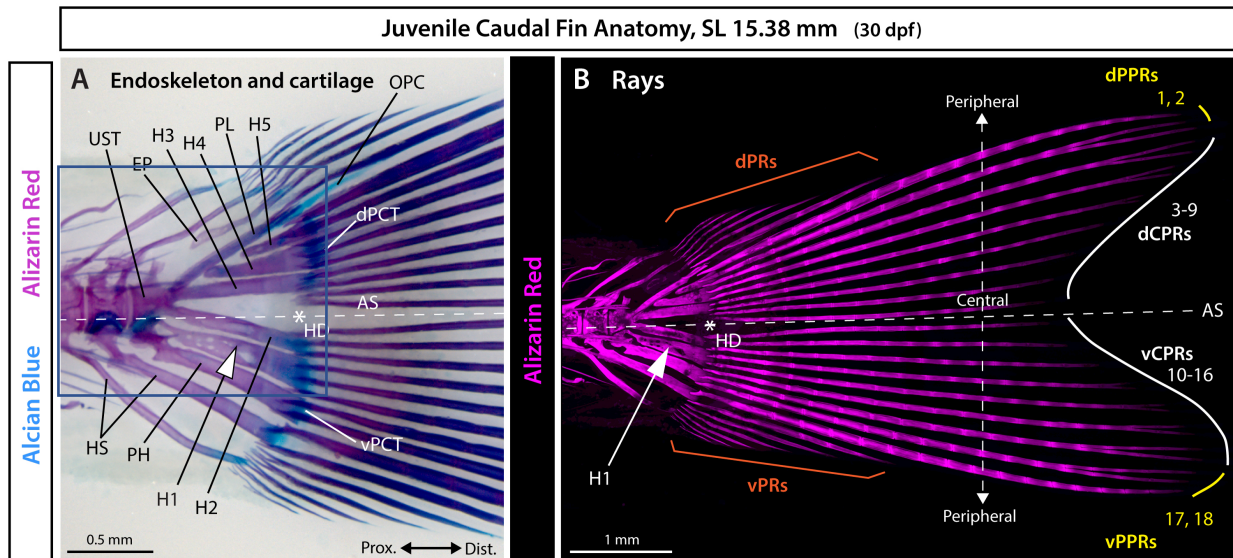 Juvenile Caudal Fin Anatomy, SL 15.38 mm (30 dpf)
Alizarin Red
Alcian Blue
A Endoskeleton and cartilage
OPC
PL
H5
H3
H4
UST
EP
dPCT
AS
*
HD
HS
PH
H1
H2
vPCT
0.5 mm
Prox. Dist.
Alizarin Red
B Rays
dPPRs
1, 2
Peripheral
dPRs
3-9
dCPRs
Central
AS
*
HD
vCPRs
10-16
H1
vPRs
Peripheral
17, 18
vPPRs
1 mm